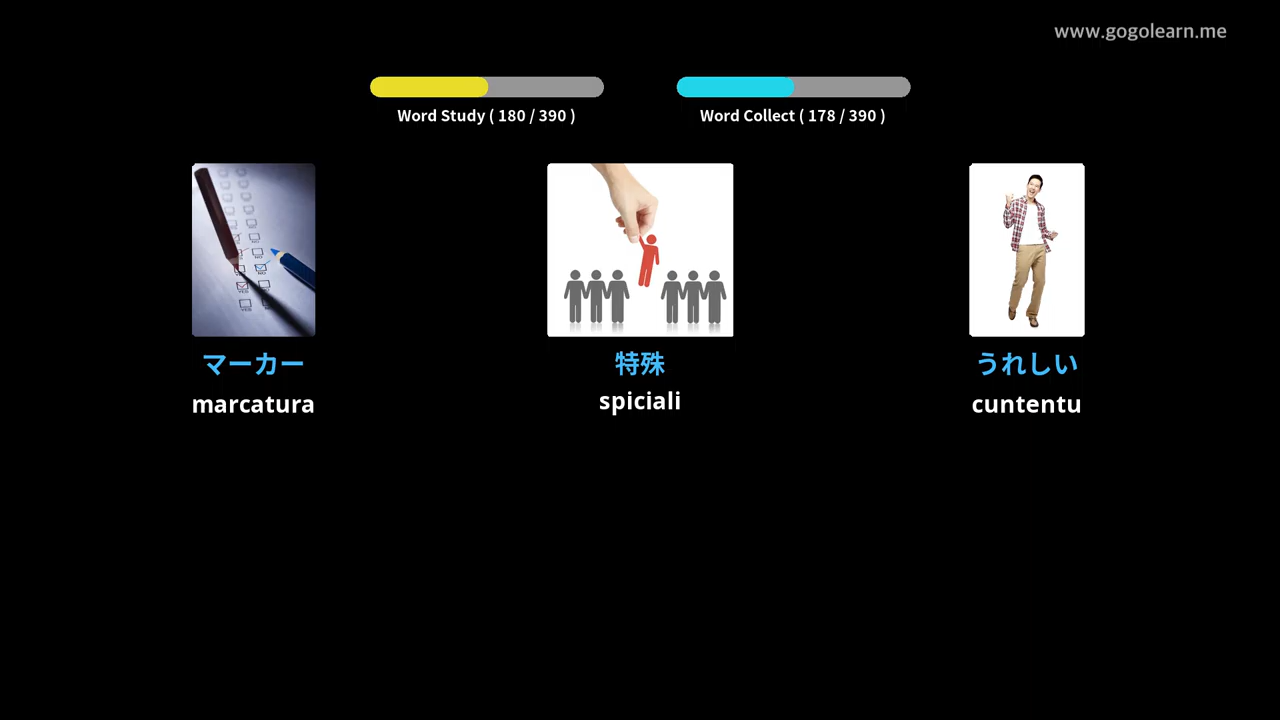 www.gogolearn.me
Word Study ( 180 / 390 )
Word Collect ( 178 / 390 )
マーカー
marcatura
特殊
spiciali
うれしい
cuntentu